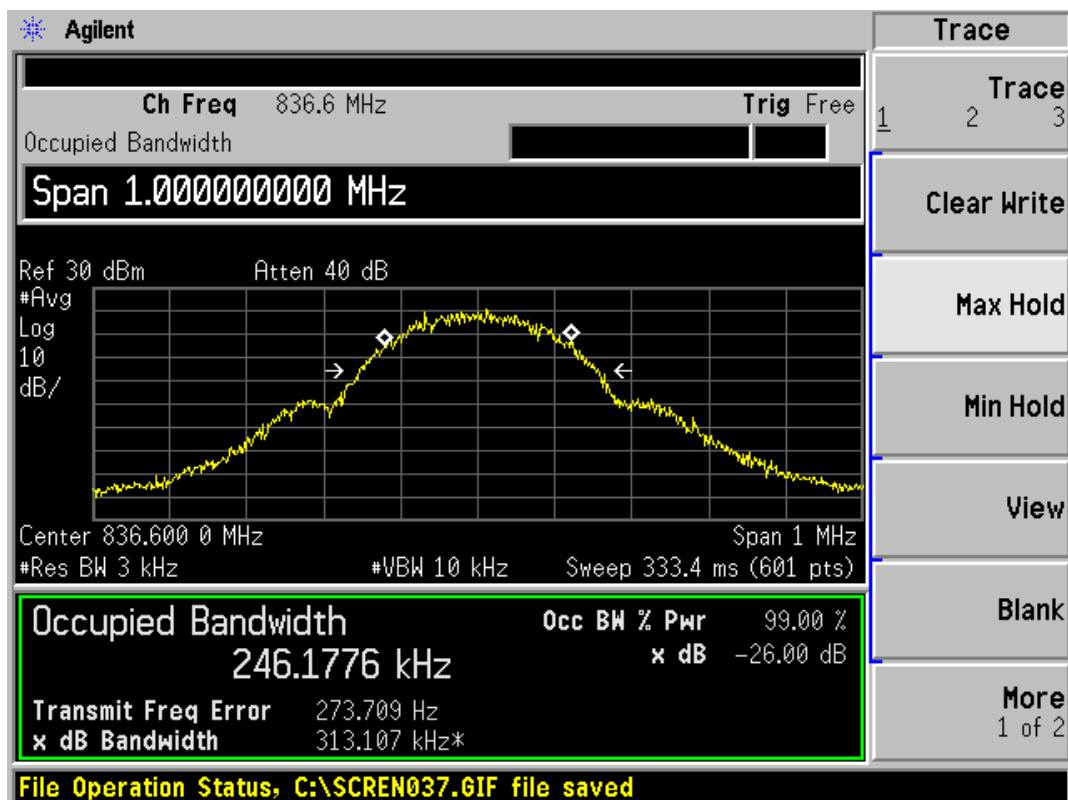 Agilent
Trace
Ch Freq 836.6 MHz Trig Free
Occupied Bandwidth
Span 1.000000000 MHz
Ref 30 dBm Atten 40 dB
#Avg
Log
10
dB/
Center 836.600 0 MHz Span 1 MHz
#Res BW 3 kHz #VBW 10 kHz Sweep 333.4 ms (601 pts)
Occupied Bandwidth
246.1776 kHz
Occ BW % Pwr 99.00 %
x dB -26.00 dB
Transmit Freq Error 273.709 Hz
x dB Bandwidth 313.107 kHz*
File Operation Status, C:\SCREN037.GIF file saved
Trace
1 2 3
Clear Write
Max Hold
Min Hold
View
Blank
More
1 of 2